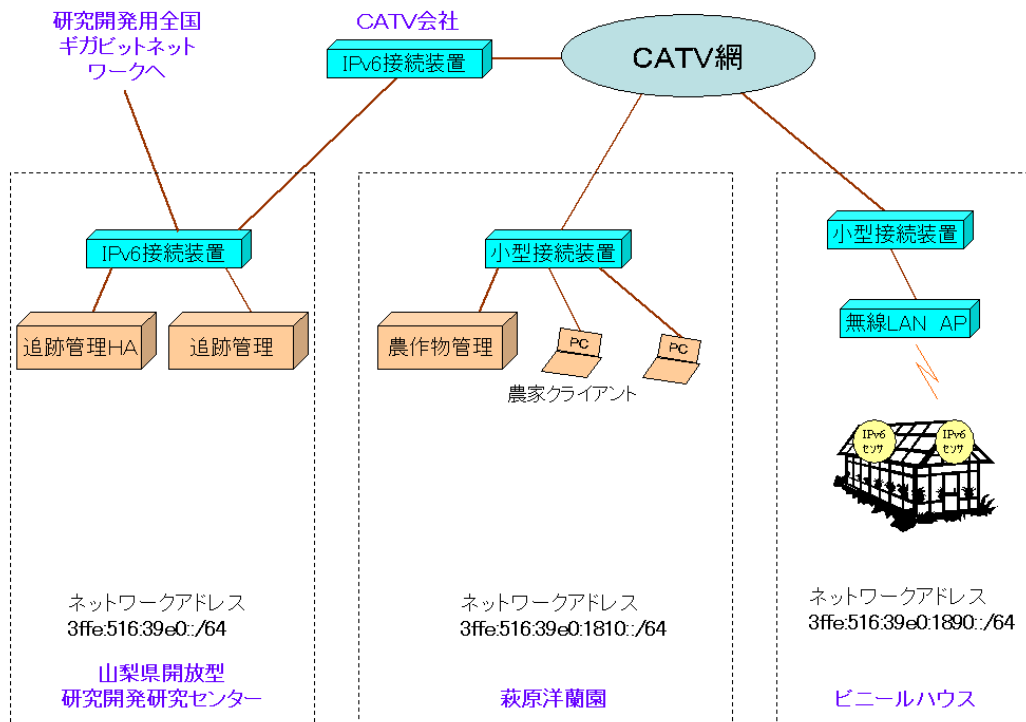 研究開発用全国
ギガビットネット
ワークへ
CATV会社
IPv6接続装置
CATV網
IPv6接続装置
追跡管理HA
追跡管理
小型接続装置
農作物管理
PC
PC
農家クライアント
小型接続装置
無線LAN AP
IPv6
センサ
IPv6
センサ
ネットワークアドレス
3ffe:516:39e0::/64
山梨県開放型
研究開発研究センター
ネットワークアドレス
3ffe:516:39e0:1810::/64
萩原洋蘭園
ネットワークアドレス
3ffe:516:39e0:1890::/64
ビニールハウス